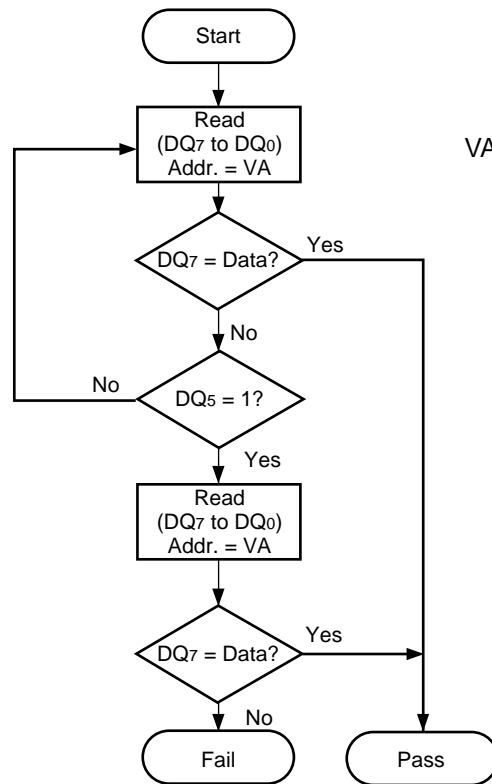 Start
Read
(DQ7 to DQ0)
Addr. = VA
VA
DQ7 = Data?
Yes
No
No
DQ5 = 1?
Yes
Read
(DQ7 to DQ0)
Addr. = VA
DQ7 = Data?
Yes
No
Fail
Pass